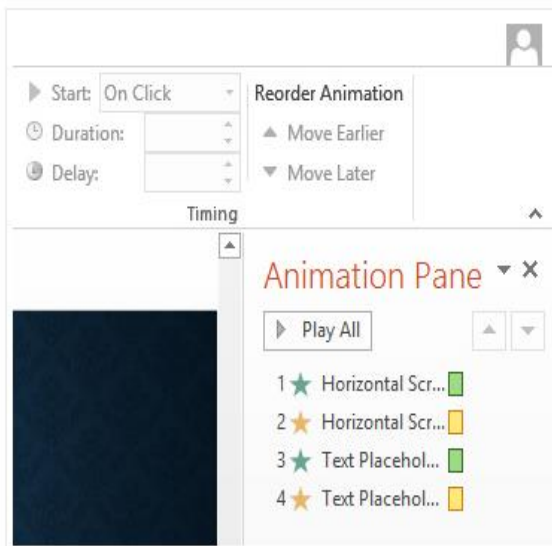 Start: On Click
Reorder Animation
Duration:
Move Earlier
Delay:
Move Later
Timing
Animation Pane
Play All
1 Horizontal Scr...
2 Horizontal Scr...
3 Text Placehol...
4 Text Placehol...